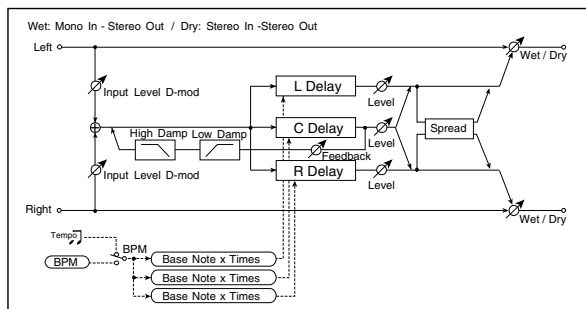 Wet: Mono In - Stereo Out / Dry: Stereo In -Stereo Out
Left
Wet / Dry
Input Level D-mod
L Delay
Level
High Damp
Low Damp
C Delay
Level
Spread
Feedback
Input Level D-mod
R Delay
Level
Right
Wet / Dry
Tempo
BPM
BPM
Base Note x Times
Base Note x Times
Base Note x Times